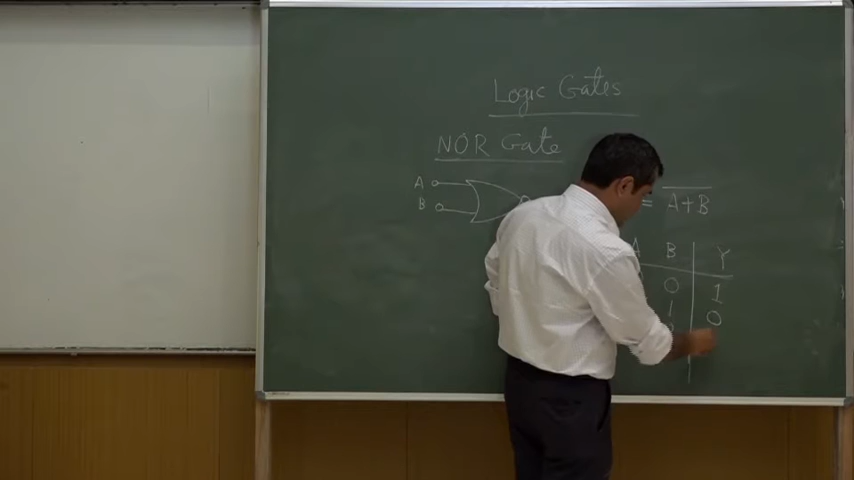 Logic Gates
NOR Gate
A
B
= A̅+̅B̅
A B Y
0 1
1 0